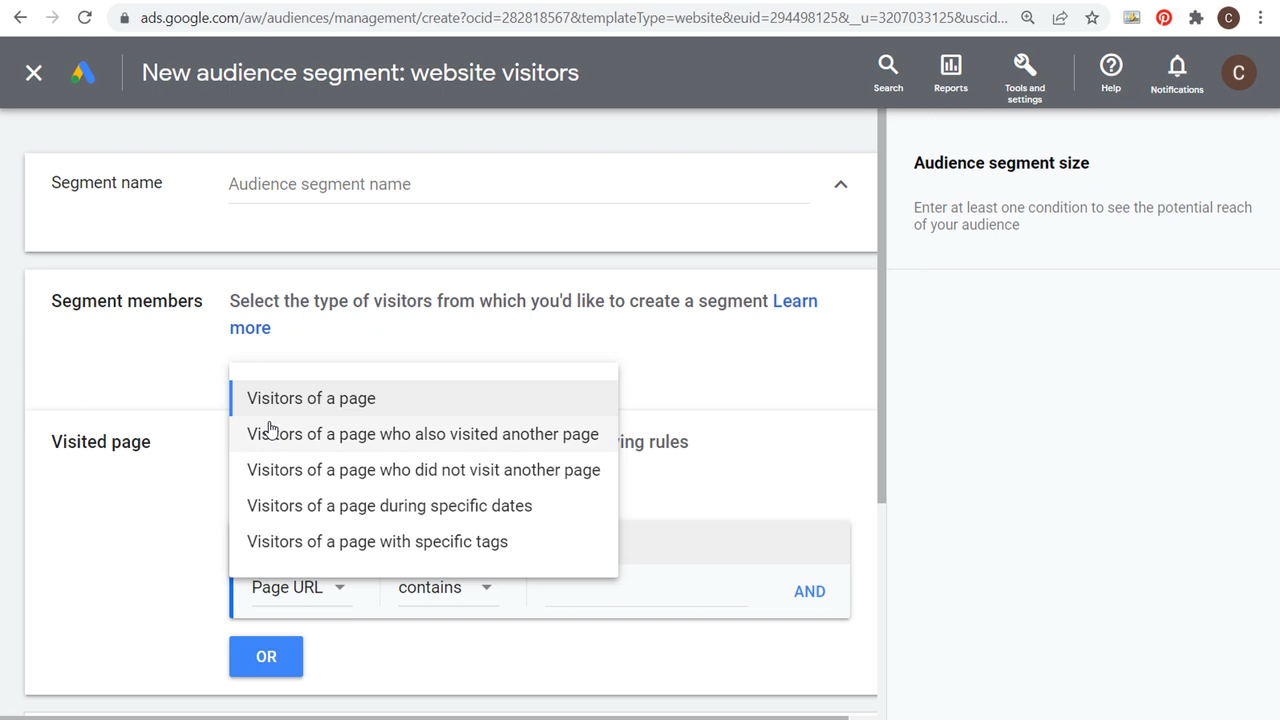 ads.google.com/aw/audiences/management/create?ocid=282818567&templateType=website&euid=294498125&__u=3207033125&uscid...
C
New audience segment: website visitors
Search
Reports
Tools and
settings
Help
Notifications
C
Segment name
Audience segment name
Audience segment size
Enter at least one condition to see the potential reach
of your audience
Segment members
Select the type of visitors from which you'd like to create a segment Learn
more
Visitors of a page
Visitors of a page who also visited another page
Visitors of a page who did not visit another page
Visitors of a page during specific dates
Visitors of a page with specific tags
Visited page
ing rules
Page URL
contains
AND
OR